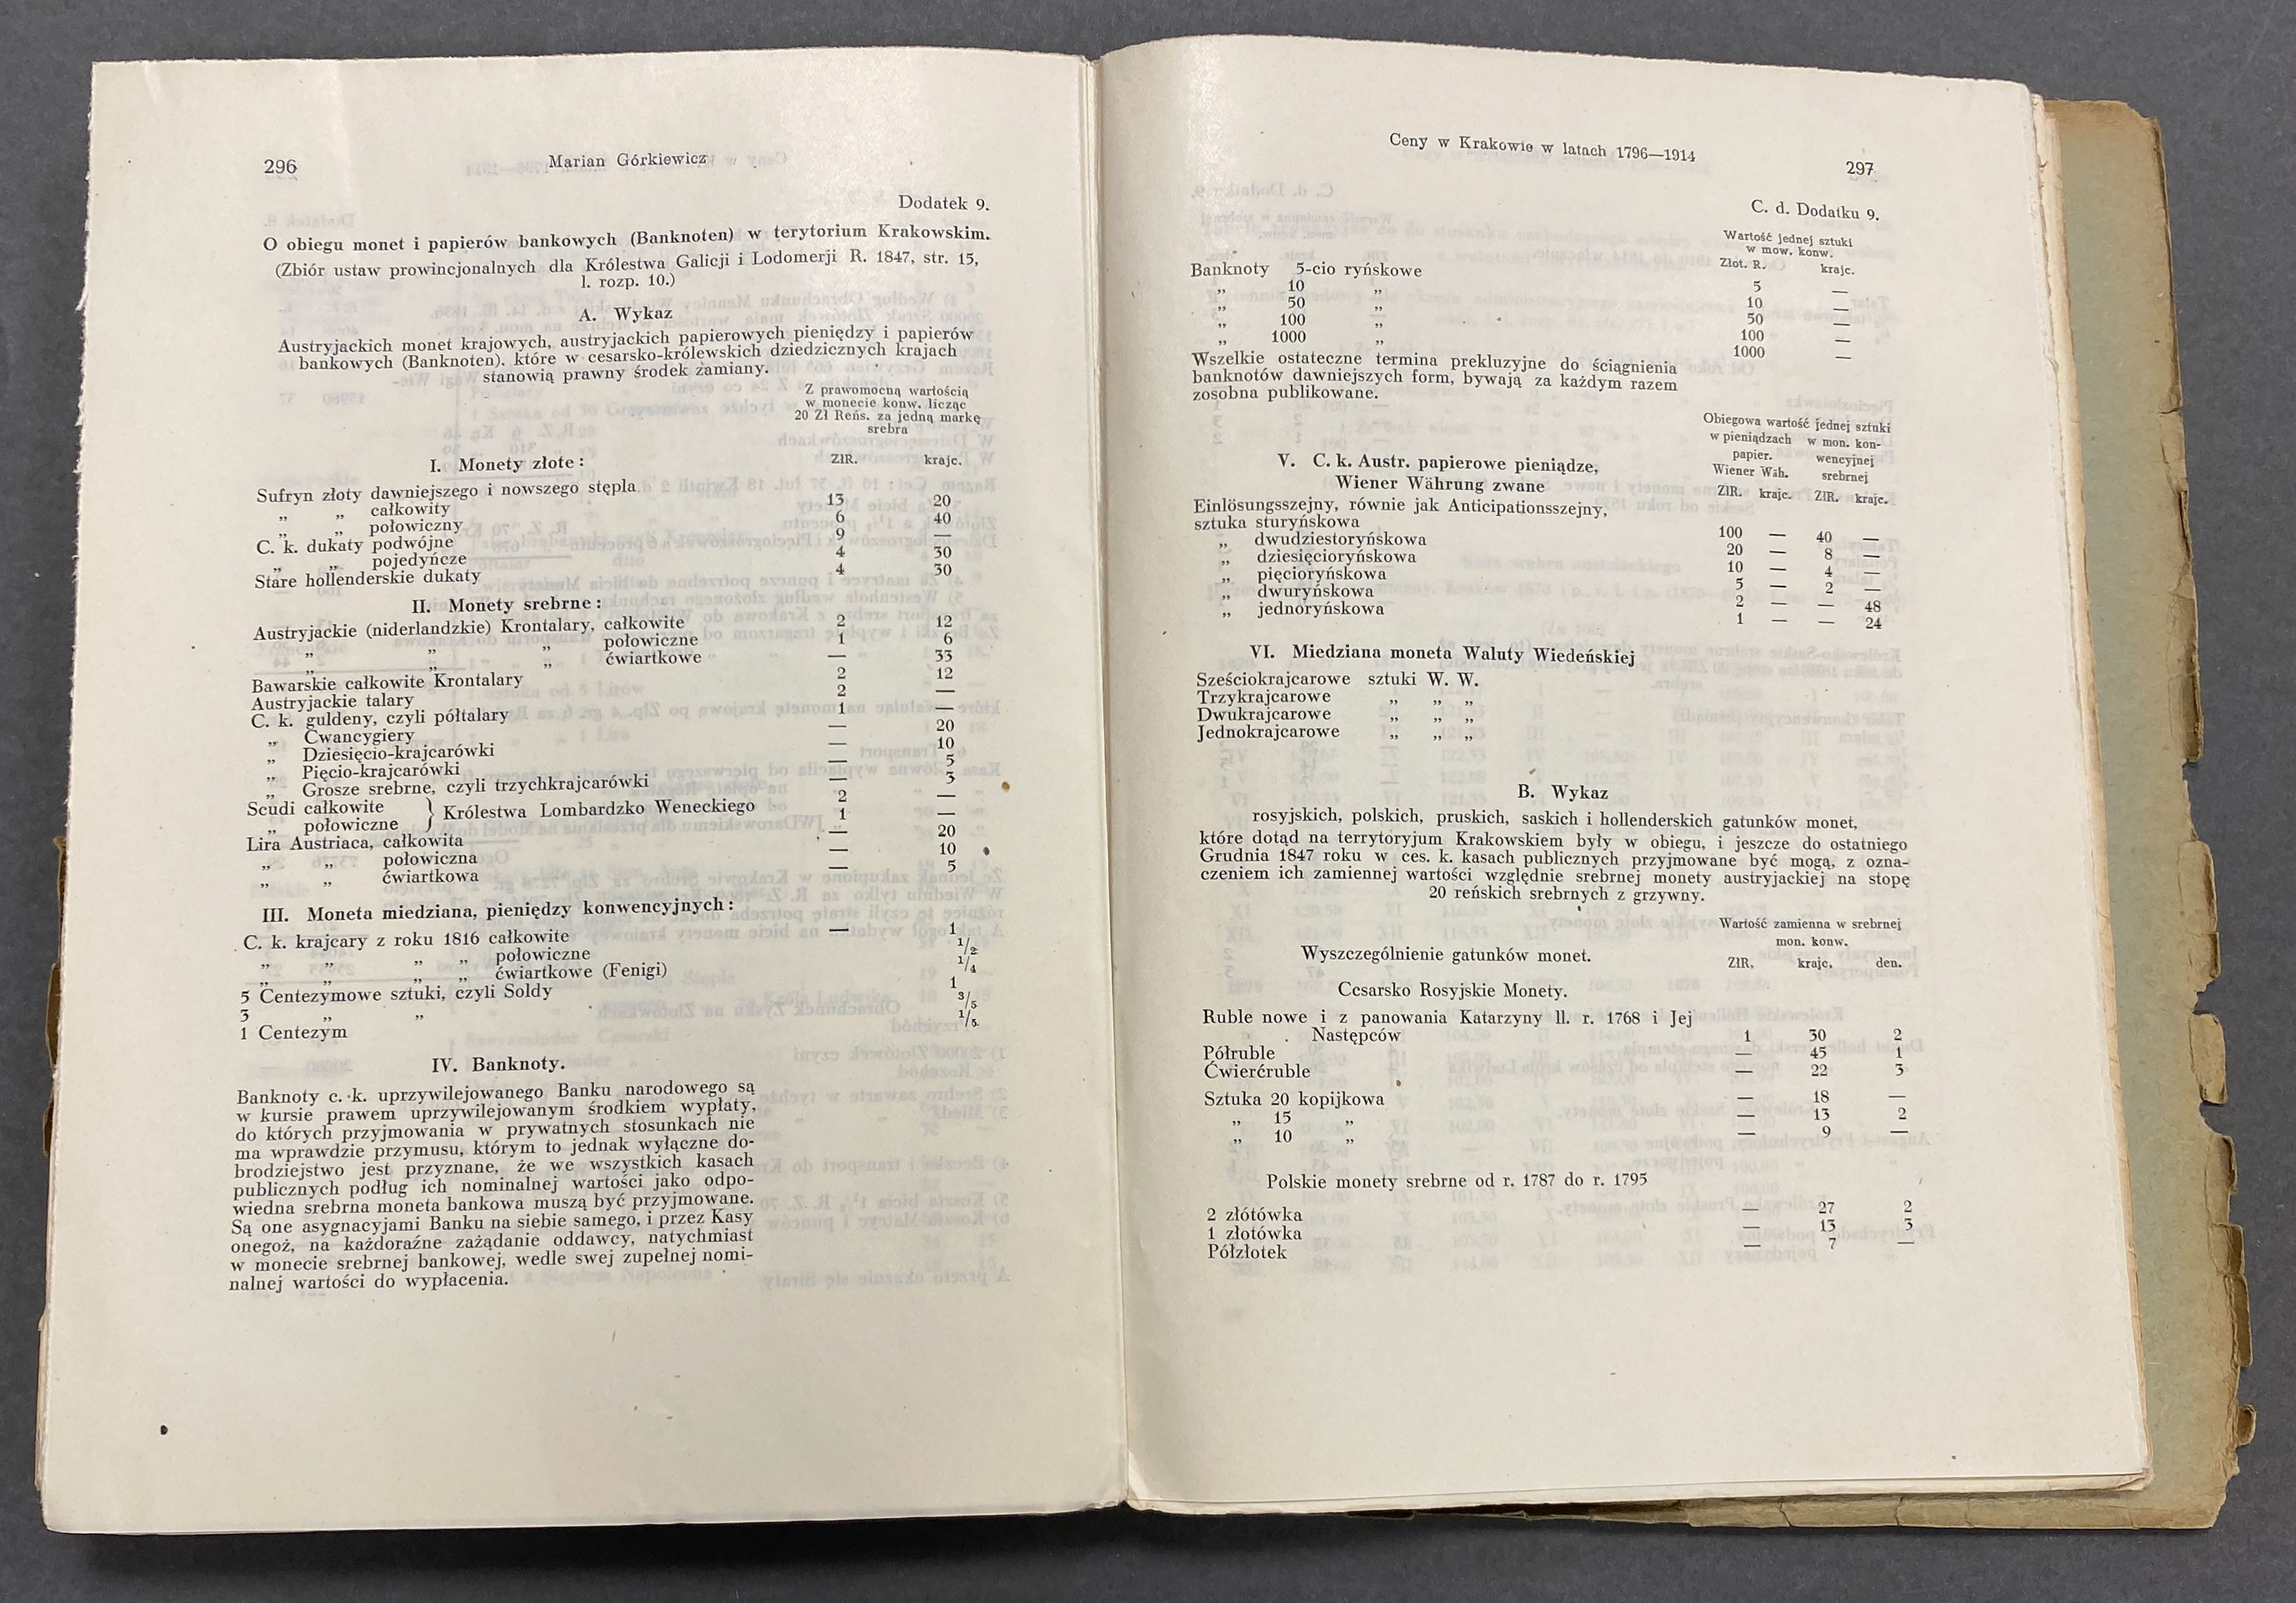 296
Marian Górkiewicz
Dodatek 9.
O obiegu monet i papierów bankowych (Banknoten) w terytorium Krakowskim.
(Zbiór ustaw prowincjonalnych dla Królestwa Galicji i Lodomerji R. 1847, str. 15,
l. rozp. 10.)
A. Wykaz
Austryjackich monet krajowych, austryjackich papierowych pieniędzy i papierów
bankowych (Banknoten), które w cesarsko-królewskich dziedzicznych krajach
stanowią prawny środek zamiany.
Z prawomocną wartością
w monecie konw. licząc
20 Zł Reńs. za jedną markę
srebra
I. Monety złote: ZłR. krajc.
Sufryn złoty dawniejszego i nowszego stępla
„ „ całkowity 13 20
„ „ połowiczny 6 40
C. k. dukaty podwójne 9 —
„ „ pojedyńcze 4 30
Stare hollenderskie dukaty 4 30
II. Monety srebrne:
Austryjackie (niderlandzkie) Krontalary, całkowite 2 12
„ „ „ połowiczne 1 6
„ „ „ ćwiartkowe — 33
Bawarskie całkowite Krontalary 2 12
Austryjackie talary 2 —
C. k. guldeny, czyli półtalary 1 —
„ Cwancygiery — 20
„ Dziesięcio-krajcarówki — 10
„ Pięcio-krajcarówki — 5
„ Grosze srebrne, czyli trzychkrajcarówki — 3
Scudi całkowite } Królestwa Lombardzko Weneckiego 2 —
„ połowiczne 1 —
Lira Austriaca, całkowita — 20
„ „ połowiczna — 10
„ „ ćwiartkowa — 5
III. Moneta miedziana, pieniędzy konwencyjnych:
C. k. krajcary z roku 1816 całkowite — 1
„ „ „ „ połowiczne 1/2
„ „ „ „ ćwiartkowe (Fenigi) 1/4
5 Centezymowe sztuki, czyli Soldy 1
3 „ „ 3/5
1 Centezym 1/5
IV. Banknoty.
Banknoty c. k. uprzywilejowanego Banku narodowego są
w kursie prawem uprzywilejowanym środkiem wypłaty,
do których przyjmowania w prywatnych stosunkach nie
ma wprawdzie przymusu, którym to jednak wyłączne do-
brodziejstwo jest przyznane, że we wszystkich kasach
publicznych podług ich nominalnej wartości jako odpo-
wiedna srebrna moneta bankowa muszą być przyjmowane.
Są one asygnacyjami Banku na siebie samego, i przez Kasy
onegoż, na każdoraźne zażądanie oddawcy, natychmiast
w monecie srebrnej bankowej, wedle swej zupełnej nomi-
nalnej wartości do wypłacenia.
Ceny w Krakowie w latach 1796—1914
297
C. d. Dodatku 9.
Wartość jednej sztuki
w mow. konw.
Złot. R. krajc.
Banknoty 5-cio ryńskowe 5 —
„ 10 „ 10 —
„ 50 „ 50 —
„ 100 „ 100 —
„ 1000 „ 1000 —
Wszelkie ostateczne termina prekluzyjne do ściągnienia
banknotów dawniejszych form, bywają za każdym razem
zosobna publikowane.
Obiegowa wartość jednej sztuki
w pieniądzach w mon. kon-
papier. wencyjnej
Wiener Wäh. srebrnej
ZłR. krajc. ZłR. krajc.
V. C. k. Austr. papierowe pieniądze,
Wiener Währung zwane
Einlösungsszejny, równie jak Anticipationsszejny,
sztuka sturyńskowa 100 — 40 —
„ dwudziestoryńskowa 20 — 8 —
„ dziesięcioryńskowa 10 — 4 —
„ pięcioryńskowa 5 — 2 —
„ dwuryńskowa 2 — — 48
„ jednoryńskowa 1 — — 24
VI. Miedziana moneta Waluty Wiedeńskiej
Sześciokrajcarowe sztuki W. W.
Trzykrajcarowe „ „ „
Dwukrajcarowe „ „ „
Jednokrajcarowe „ „ „
B. Wykaz
rosyjskich, polskich, pruskich, saskich i hollenderskich gatunków monet,
które dotąd na terrytoryjum Krakowskiem były w obiegu, i jeszcze do ostatniego
Grudnia 1847 roku w ces. k. kasach publicznych przyjmowane być mogą, z ozna-
czeniem ich zamiennej wartości względnie srebrnej monety austryjackiej na stopę
20 reńskich srebrnych z grzywny.
Wartość zamienna w srebrnej
mon. konw.
Wyszczególnienie gatunków monet. ZłR. krajc. den.
Ccsarsko Rosyjskie Monety.
Ruble nowe i z panowania Katarzyny ll. r. 1768 i Jej
Następców 1 30 2
Półruble — 45 1
Ćwierćruble — 22 3
Sztuka 20 kopijkowa — 18 —
„ 15 „ — 13 2
„ 10 „ — 9 —
Polskie monety srebrne od r. 1787 do r. 1795
2 złótówka — 27 2
1 złotówka — 13 3
Półzłotek — 7 —